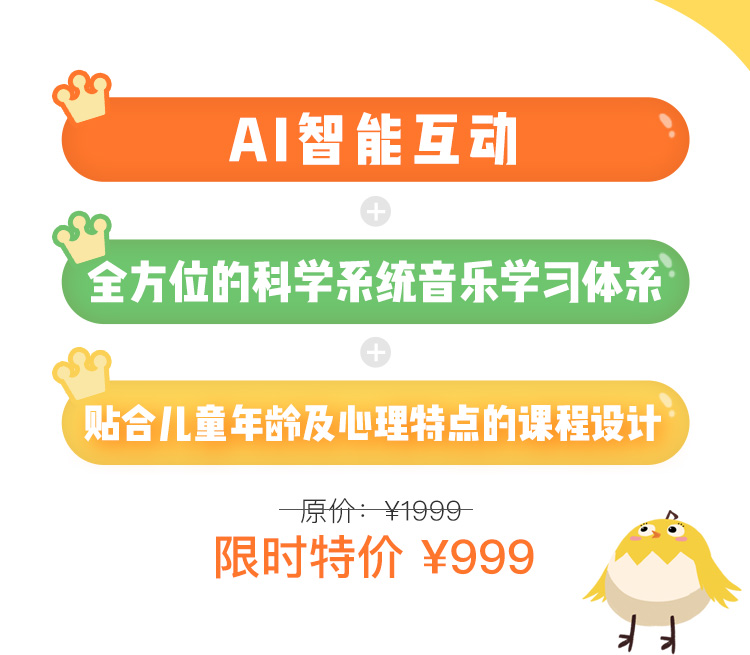 AI智能互动
+
全方位的科学系统音乐学习体系
+
贴合儿童年龄及心理特点的课程设计
原价：¥1999
限时特价 ¥999